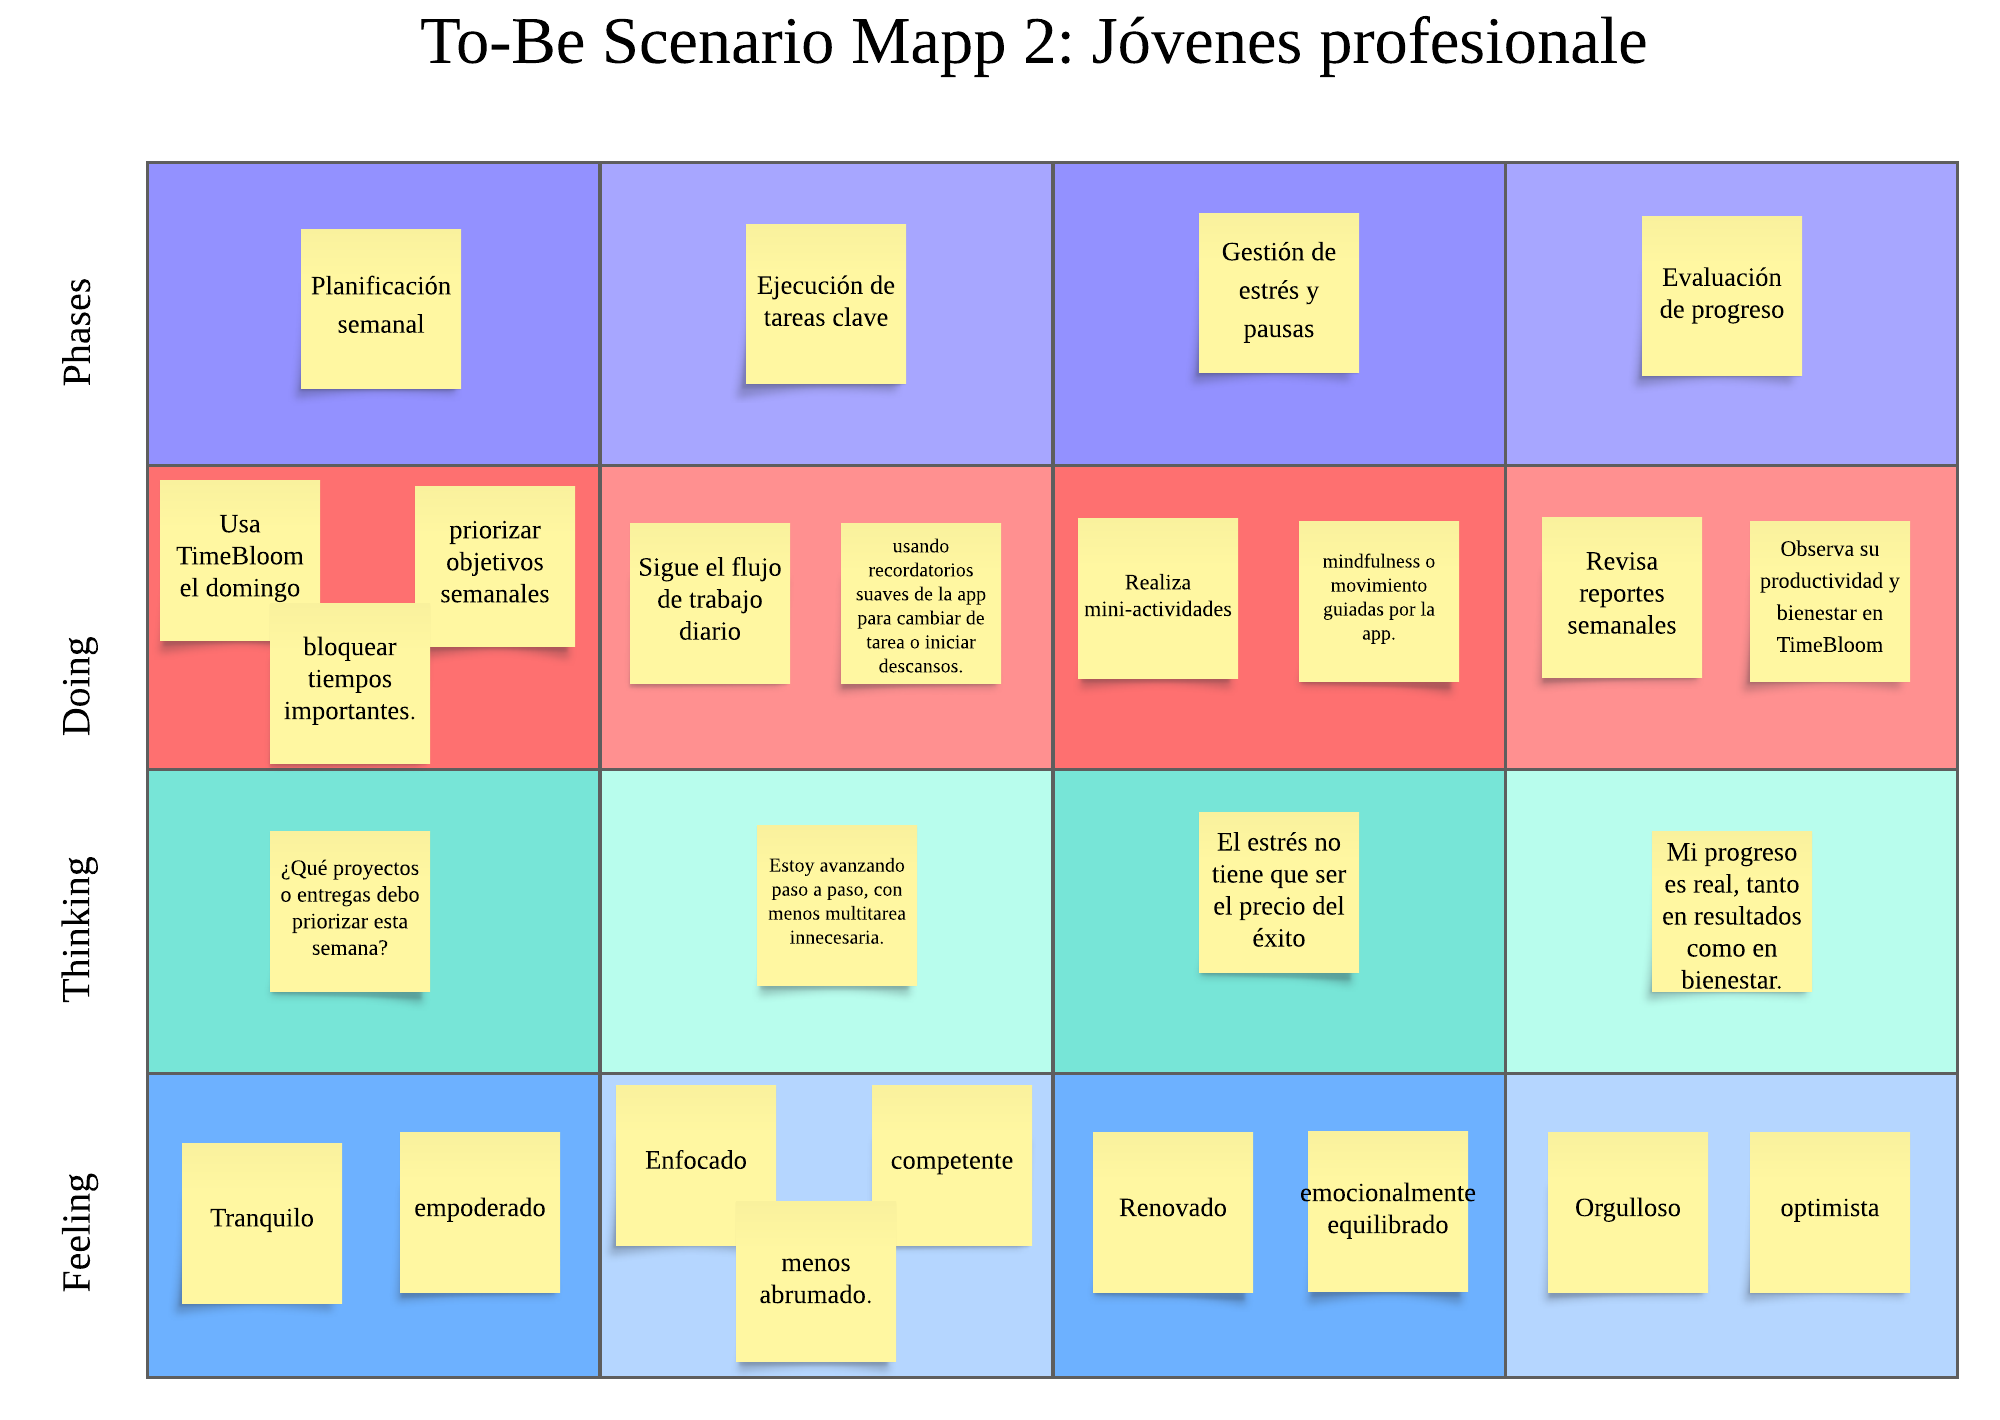 To-Be Scenario Mapp 2: Jóvenes profesionale
Phases
Planificación
semanal
Ejecución de
tareas clave
Gestión de
estrés y
pausas
Evaluación
de progreso
Doing
Usa
TimeBloom
el domingo
priorizar
objetivos
semanales
bloquear
tiempos
importantes.
Sigue el flujo
de trabajo
diario
usando
recordatorios
suaves de la app
para cambiar de
tarea o iniciar
descansos.
Realiza
mini-actividades
mindfulness o
movimiento
guiadas por la
app.
Revisa
reportes
semanales
Observa su
productividad y
bienestar en
TimeBloom
Thinking
¿Qué proyectos
o entregas debo
priorizar esta
semana?
Estoy avanzando
paso a paso, con
menos multitarea
innecesaria.
El estrés no
tiene que ser
el precio del
éxito
Mi progreso
es real, tanto
en resultados
como en
bienestar.
Feeling
Tranquilo
empoderado
Enfocado
competente
menos
abrumado.
Renovado
emocionalmente
equilibrado
Orgulloso
optimista